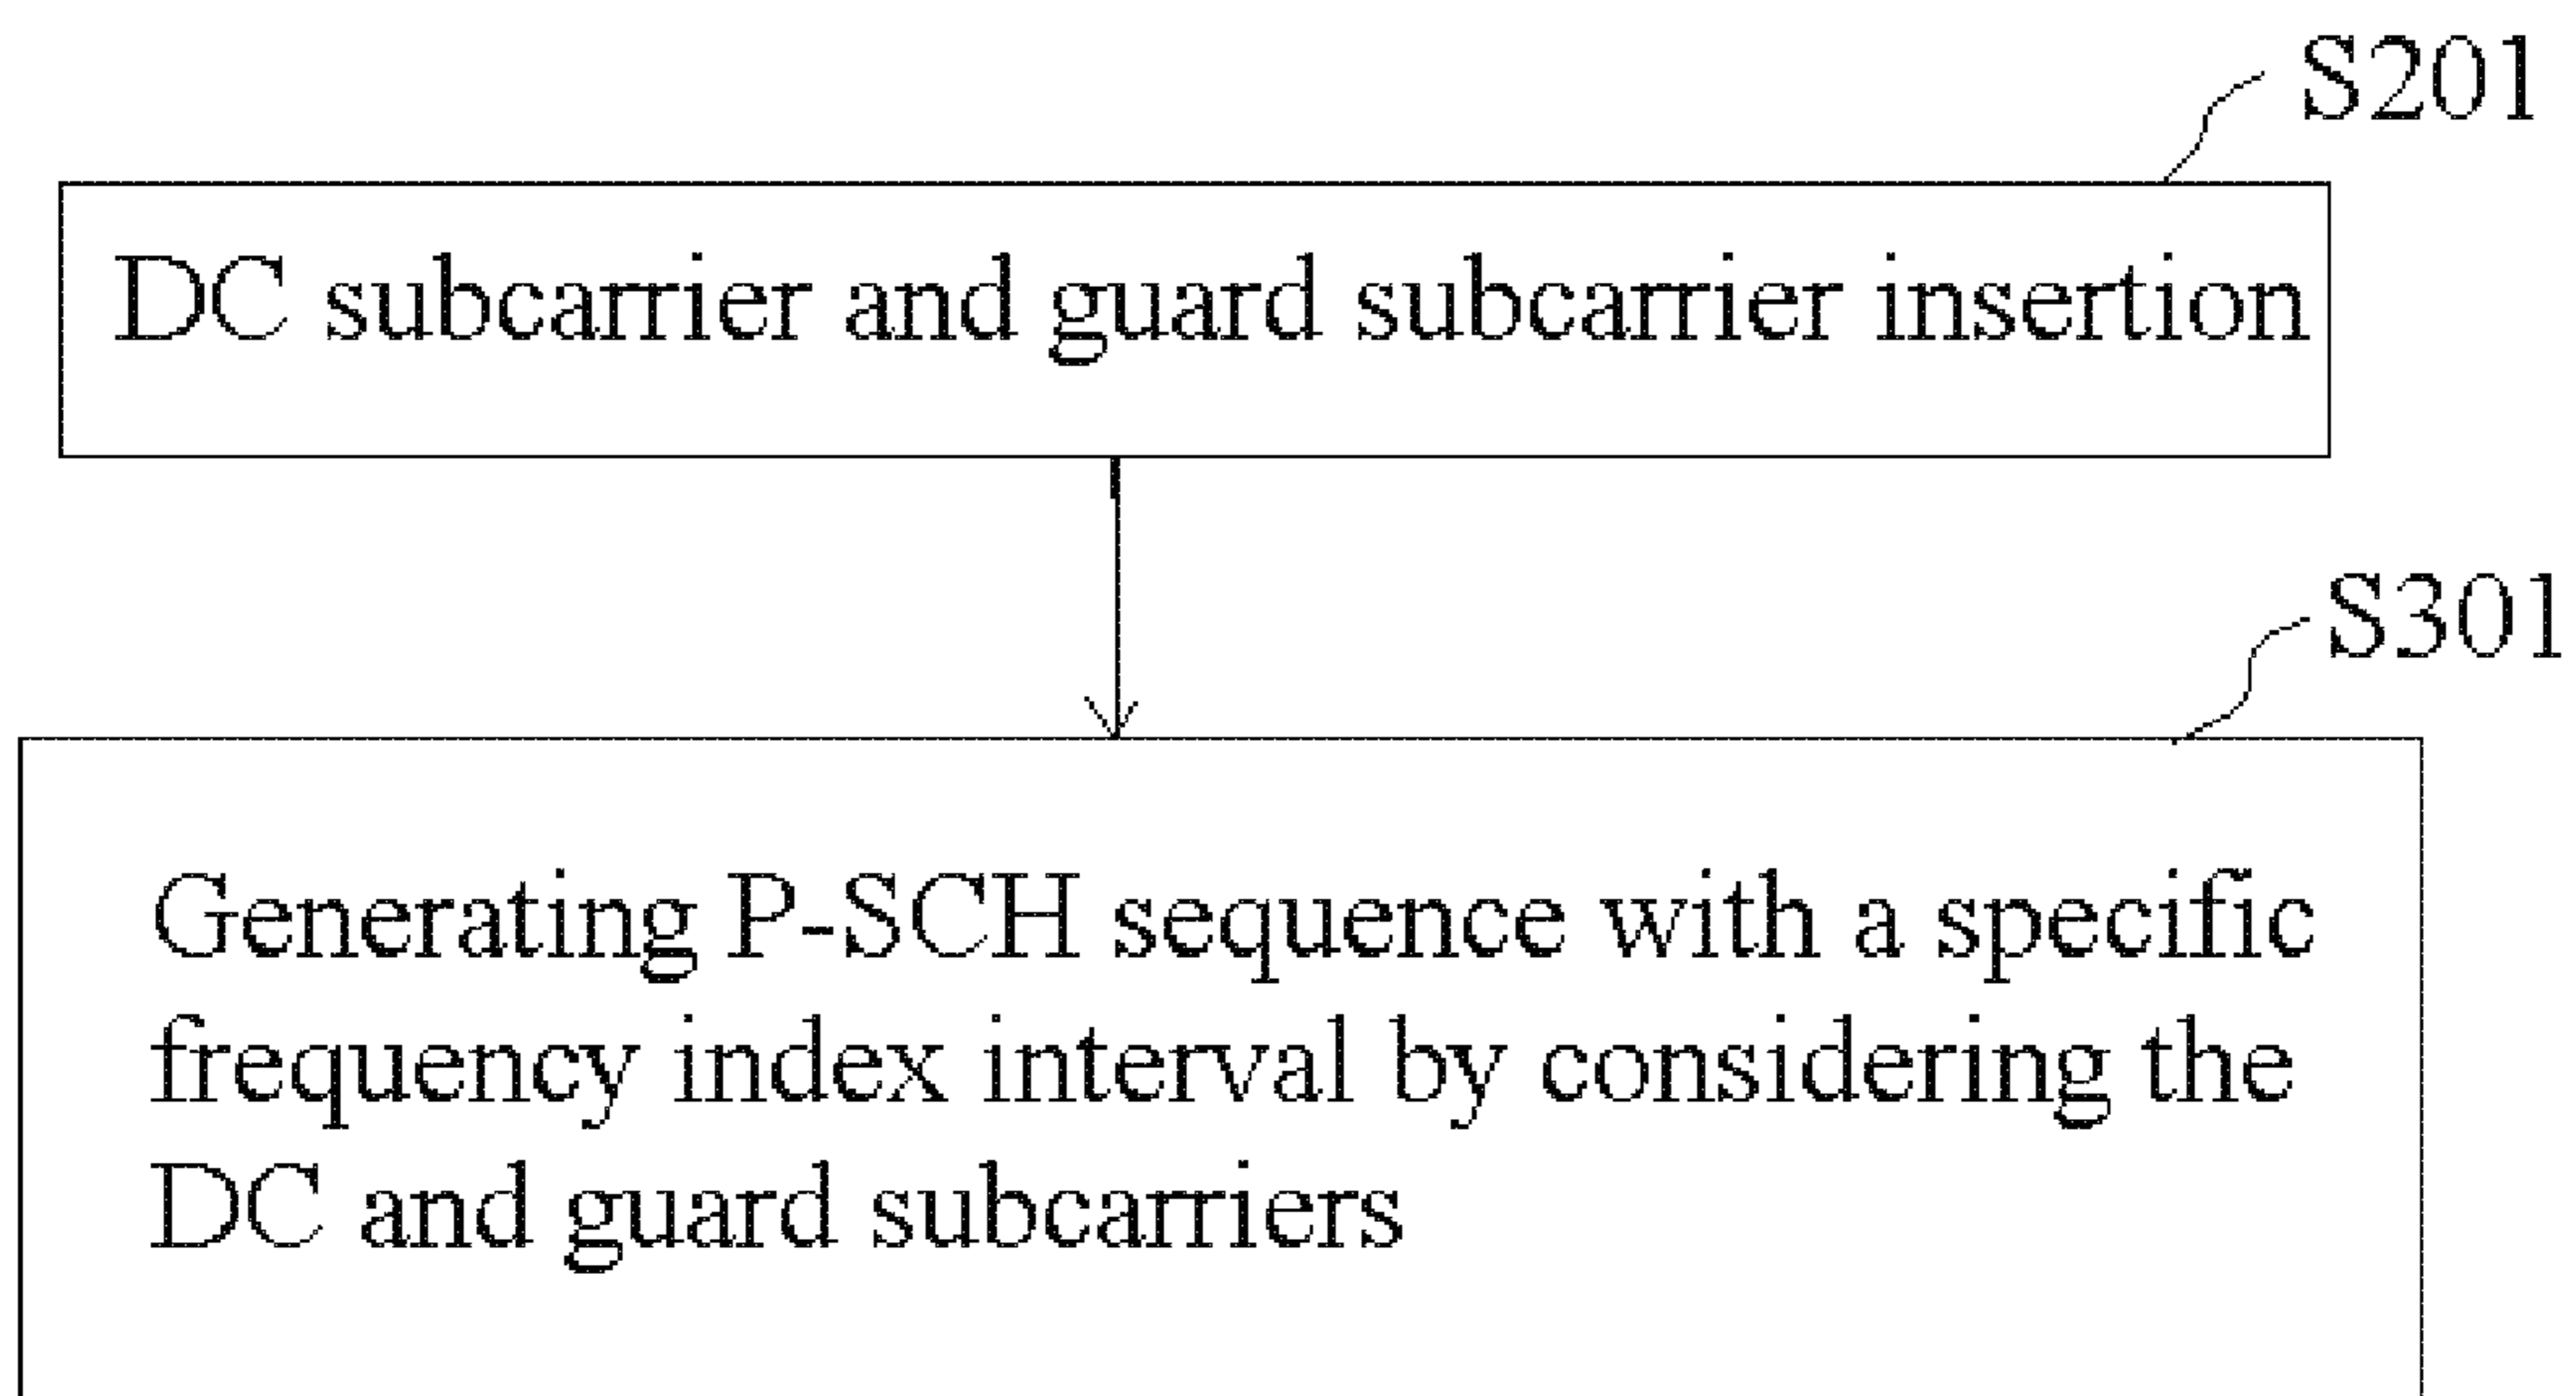 S201
DC subcarrier and guard subcarrier insertion
S301
Generating P-SCH sequence with a specific
frequency index interval by considering the
DC and guard subcarriers